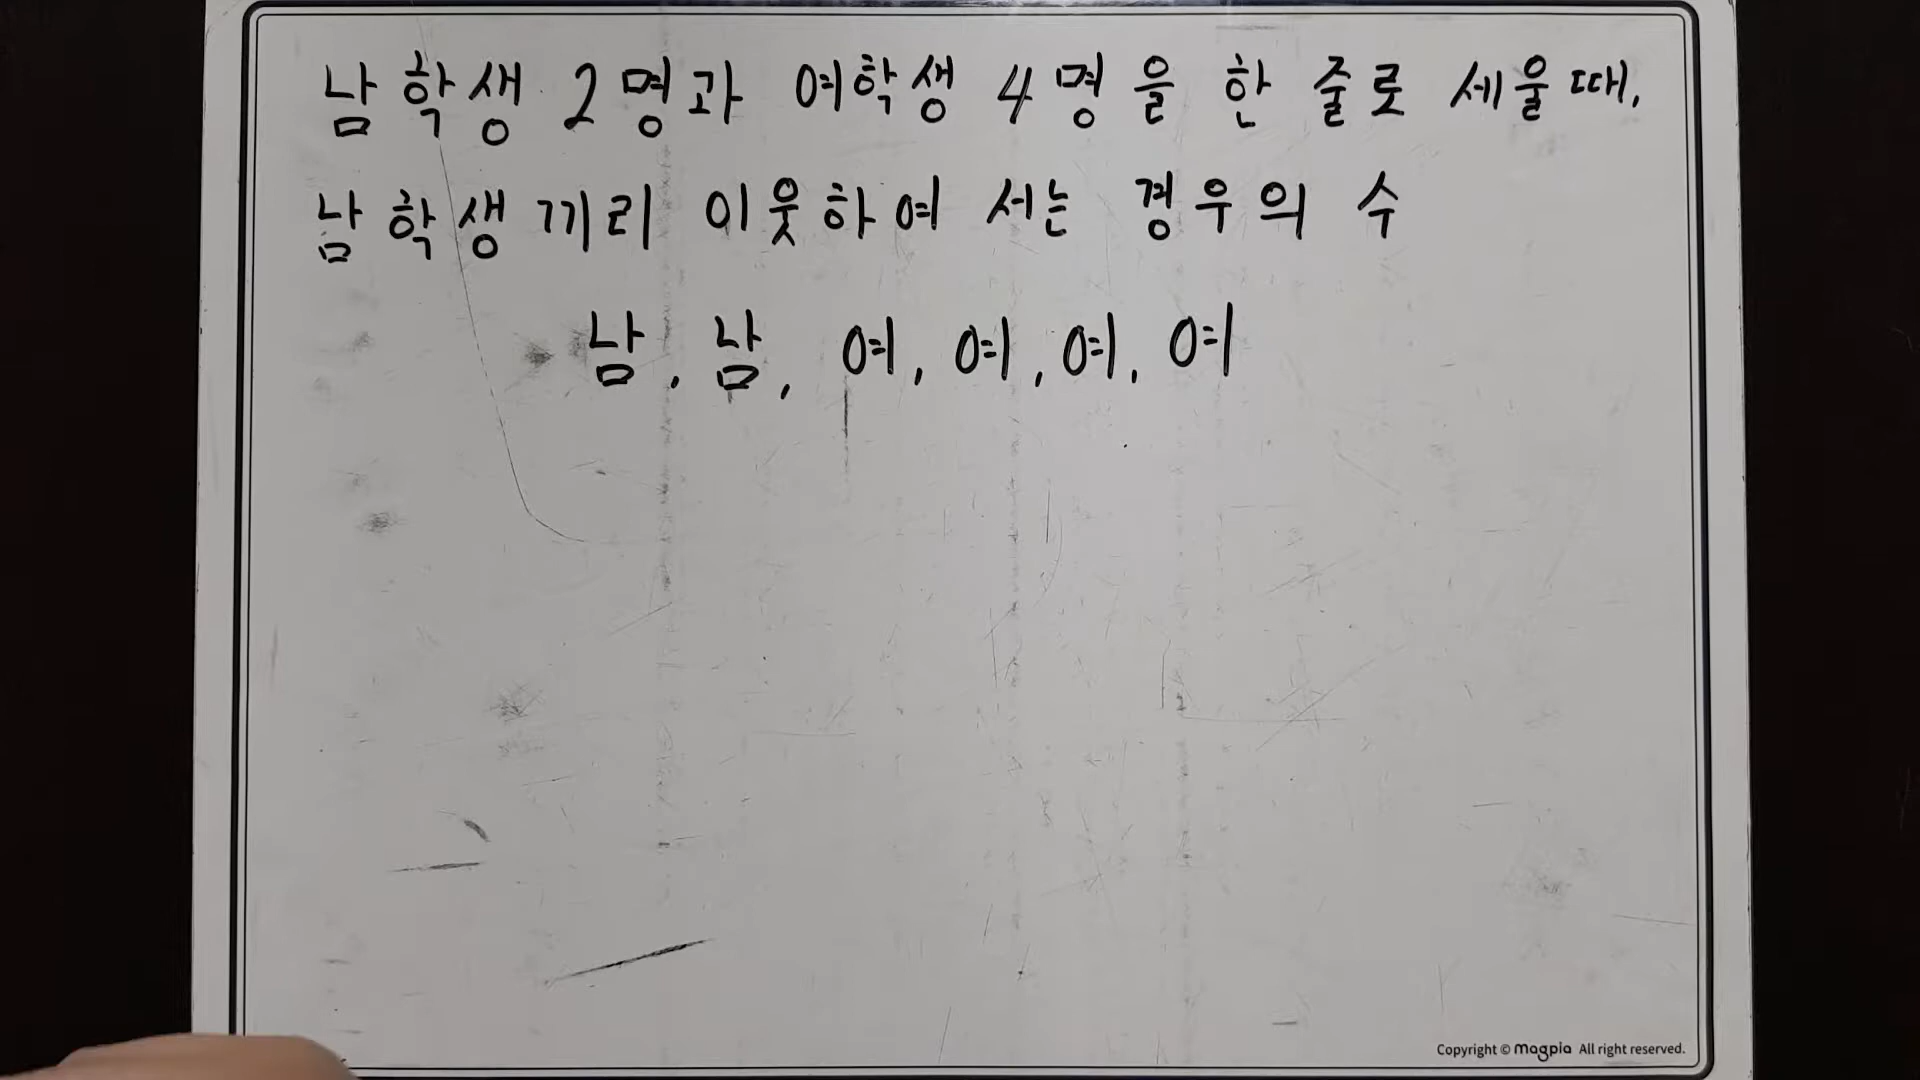 남학생 2명과 여학생 4명을 한 줄로 세울때,
남학생끼리 이웃하여 서는 경우의 수
남, 남, 여, 여, 여, 여
Copyright © magpia All right reserved.